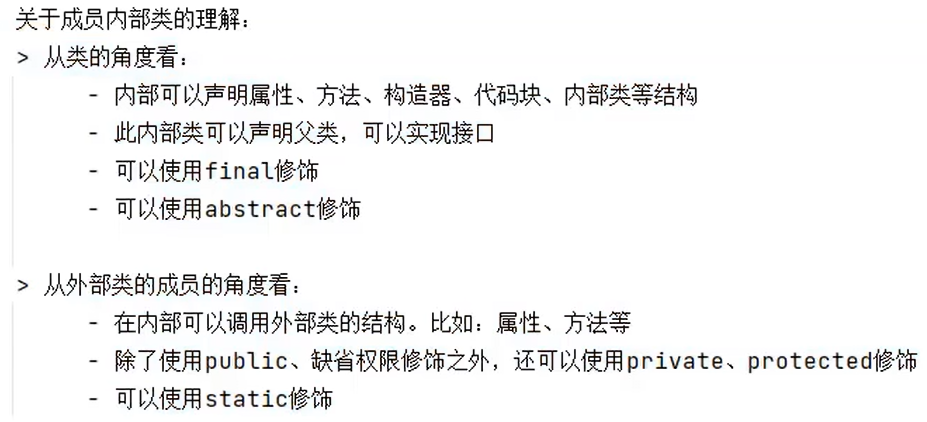 关于成员内部类的理解：
> 从类的角度看：
- 内部可以声明属性、方法、构造器、代码块、内部类等结构
- 此内部类可以声明父类，可以实现接口
- 可以使用final修饰
- 可以使用abstract修饰
> 从外部类的成员的角度看：
- 在内部可以调用外部类的结构。比如：属性、方法等
- 除了使用public、缺省权限修饰之外，还可以使用private、protected修饰
- 可以使用static修饰